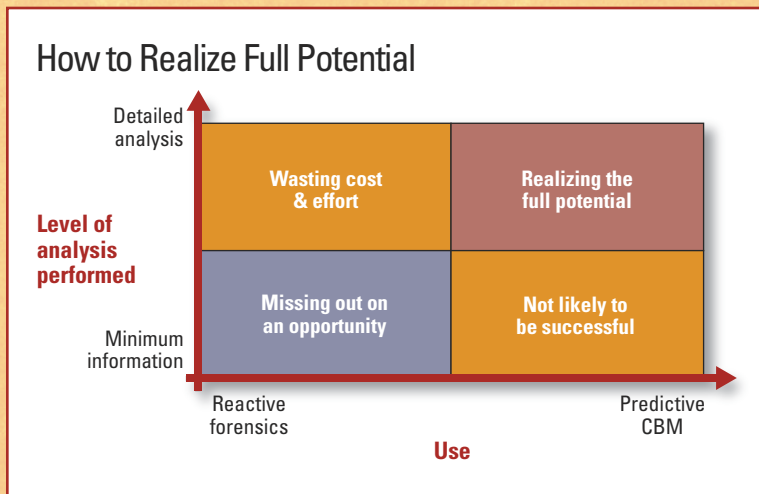 How to Realize Full Potential
Detailed
analysis
Wasting cost
& effort
Realizing the
full potential
Level of
analysis
performed
Missing out on
an opportunity
Not likely to
be successful
Minimum
information
Reactive
forensics
Predictive
CBM
Use